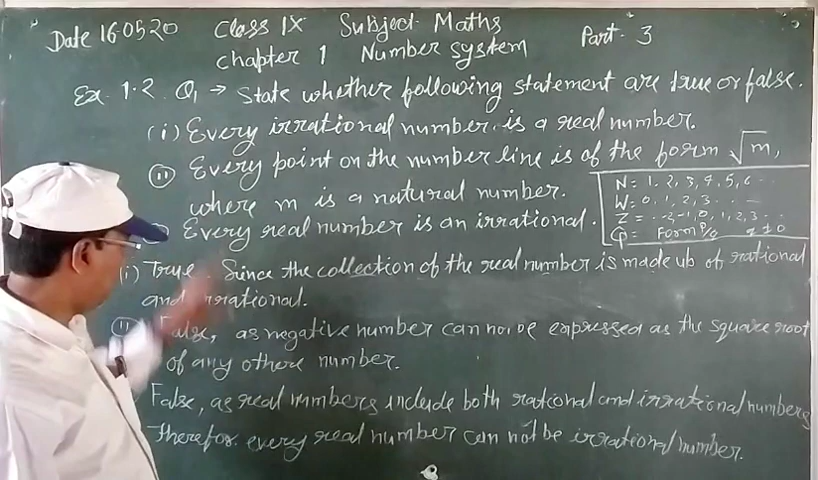 Date 16.05.20 Class IX Subject- Maths Part- 3
Chapter 1 Number system
Ex. 1.2. Q1 → State whether following statement are true or false.
(i) Every irrational number is a real number.
(ii) Every point on the number line is of the form √m,
where m is a natural number.
Every real number is an irrational.
N = 1, 2, 3, 4, 5, 6 ..
W = 0, 1, 2, 3 . . .
Z = . -2, -1, 0, 1, 2, 3 . .
Q = Form P/q q ≠ 0
(i) True, Since the collection of the real number is made ub of rational
and irrational.
(ii) False, as negative number can not be expressed as the square root
of any othere number.
False, as real numbers include both rational and irrational numbers
therefor every real number can not be irrational number.